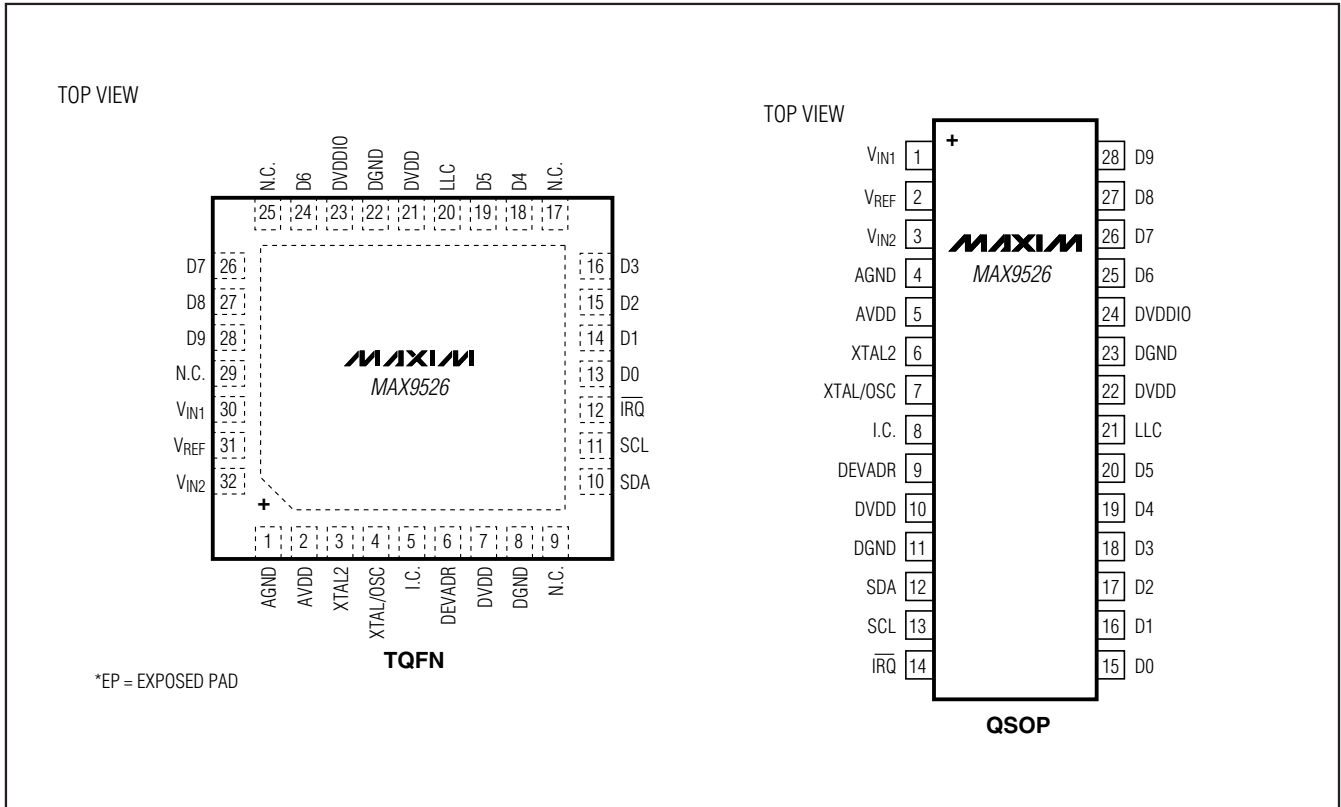 TOP VIEW
N.C. D6 DVDDIO DGND DVDD LLC D5 D4 N.C.
25 24 23 22 21 20 19 18 17
D7 26
D8 27
D9 28
N.C. 29
VIN1 30
VREF 31
VIN2 32
16 D3
15 D2
14 D1
13 D0
12 IRQ
11 SCL
10 SDA
MAXIM
MAX9526
+
1 2 3 4 5 6 7 8 9
AGND AVDD XTAL2 XTAL/OSC I.C. DEVADR DVDD DGND N.C.
TQFN
*EP = EXPOSED PAD
TOP VIEW
+
VIN1 1
VREF 2
VIN2 3
AGND 4
AVDD 5
XTAL2 6
XTAL/OSC 7
I.C. 8
DEVADR 9
DVDD 10
DGND 11
SDA 12
SCL 13
IRQ 14
MAXIM
MAX9526
28 D9
27 D8
26 D7
25 D6
24 DVDDIO
23 DGND
22 DVDD
21 LLC
20 D5
19 D4
18 D3
17 D2
16 D1
15 D0
QSOP